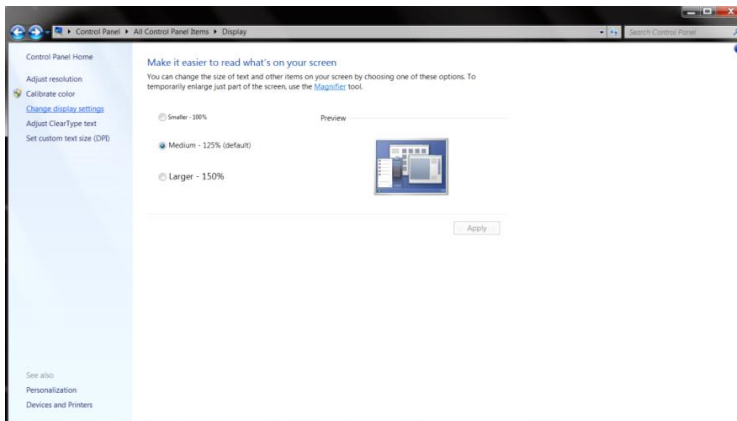 Control Panel ▸ All Control Panel Items ▸ Display
Search Control Panel
Control Panel Home
Adjust resolution
Calibrate color
Change display settings
Adjust ClearType text
Set custom text size (DPI)
Make it easier to read what's on your screen
You can change the size of text and other items on your screen by choosing one of these options. To
temporarily enlarge just part of the screen, use the Magnifier tool.
Smaller - 100%
Preview
Medium - 125% (default)
Larger - 150%
Apply
See also
Personalization
Devices and Printers